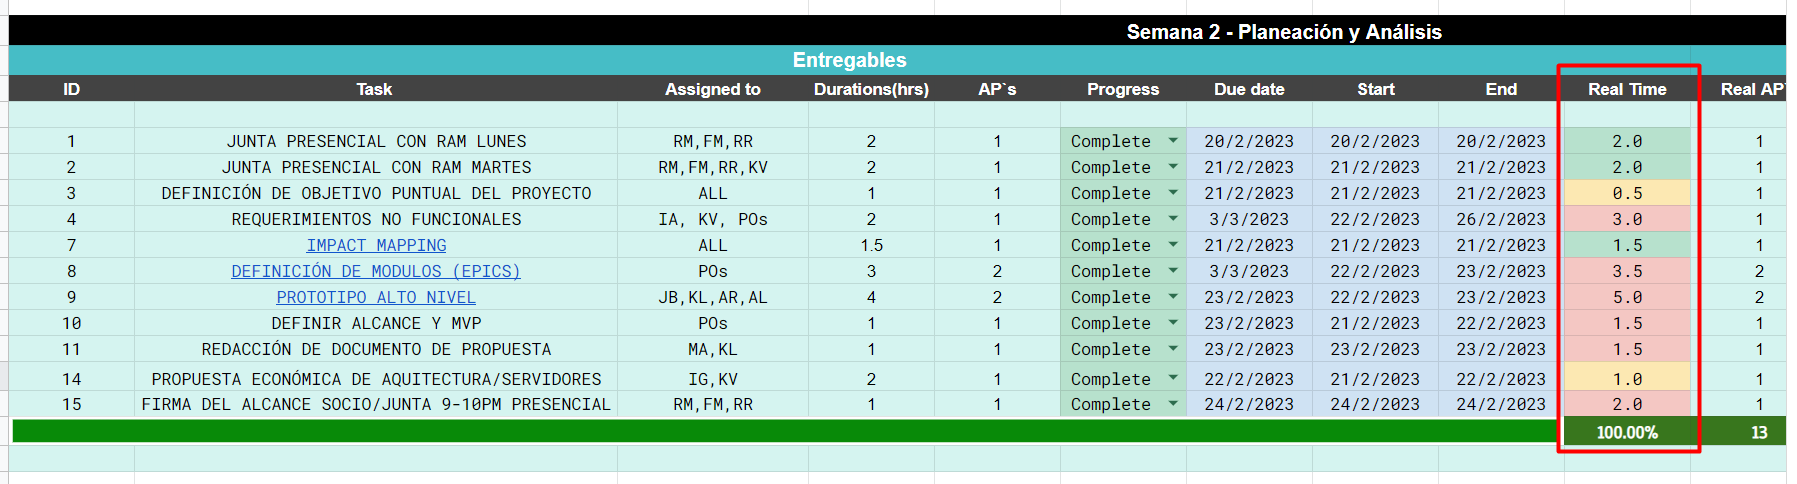 Semana 2 - Planeación y Análisis
Entregables
ID Task Assigned to Durations(hrs) AP`s Progress Due date Start End Real Time Real AP
1 JUNTA PRESENCIAL CON RAM LUNES RM,FM,RR 2 1 Complete 20/2/2023 20/2/2023 20/2/2023 2.0 1
2 JUNTA PRESENCIAL CON RAM MARTES RM,FM,RR,KV 2 1 Complete 21/2/2023 21/2/2023 21/2/2023 2.0 1
3 DEFINICIÓN DE OBJETIVO PUNTUAL DEL PROYECTO ALL 1 1 Complete 21/2/2023 21/2/2023 21/2/2023 0.5 1
4 REQUERIMIENTOS NO FUNCIONALES IA, KV, POs 2 1 Complete 3/3/2023 22/2/2023 26/2/2023 3.0 1
7 IMPACT MAPPING ALL 1.5 1 Complete 21/2/2023 21/2/2023 21/2/2023 1.5 1
8 DEFINICIÓN DE MODULOS (EPICS) POs 3 2 Complete 3/3/2023 22/2/2023 23/2/2023 3.5 2
9 PROTOTIPO ALTO NIVEL JB,KL,AR,AL 4 2 Complete 23/2/2023 22/2/2023 23/2/2023 5.0 2
10 DEFINIR ALCANCE Y MVP POs 1 1 Complete 23/2/2023 21/2/2023 22/2/2023 1.5 1
11 REDACCIÓN DE DOCUMENTO DE PROPUESTA MA,KL 1 1 Complete 23/2/2023 23/2/2023 23/2/2023 1.5 1
14 PROPUESTA ECONÓMICA DE AQUITECTURA/SERVIDORES IG,KV 2 1 Complete 22/2/2023 21/2/2023 22/2/2023 1.0 1
15 FIRMA DEL ALCANCE SOCIO/JUNTA 9-10PM PRESENCIAL RM,FM,RR 1 1 Complete 24/2/2023 24/2/2023 24/2/2023 2.0 1
100.00% 13